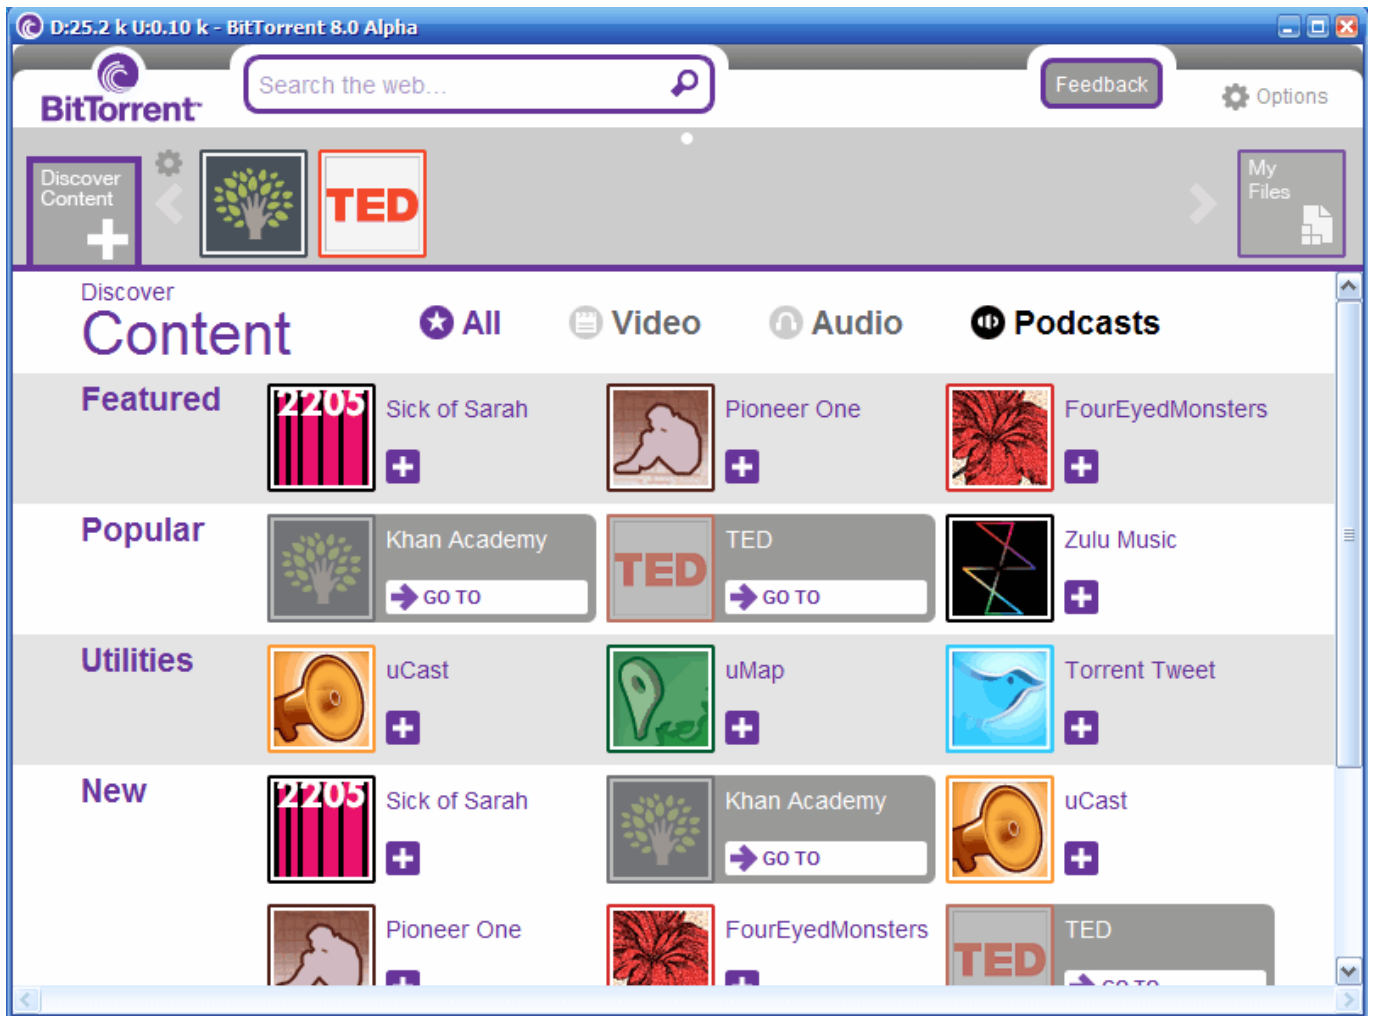 D:25.2 k U:0.10 k - BitTorrent 8.0 Alpha
BitTorrent™
Search the web...
Feedback
Options
Discover
Content
TED
My
Files
Discover
Content
All
Video
Audio
Podcasts
Featured
2205
Sick of Sarah
Pioneer One
FourEyedMonsters
Popular
Khan Academy
GO TO
TED
TED
GO TO
Zulu Music
Utilities
uCast
uMap
Torrent Tweet
New
2205
Sick of Sarah
Khan Academy
GO TO
uCast
Pioneer One
FourEyedMonsters
TED
TED
GO TO